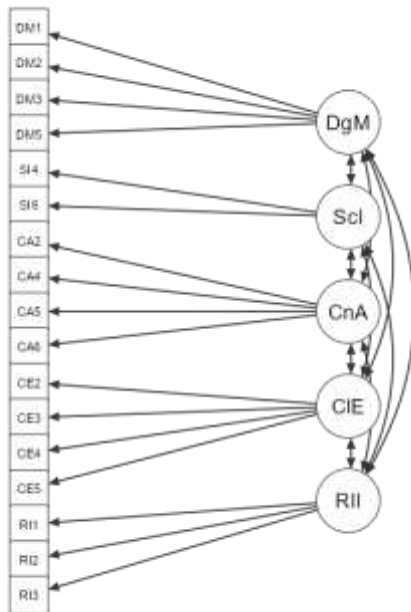 DM1
DM2
DM3
DM5
SI4
SI6
CA2
CA4
CA5
CA6
CE2
CE3
CE4
CE5
RI1
RI2
RI3
DgM
ScI
CnA
ClE
RII